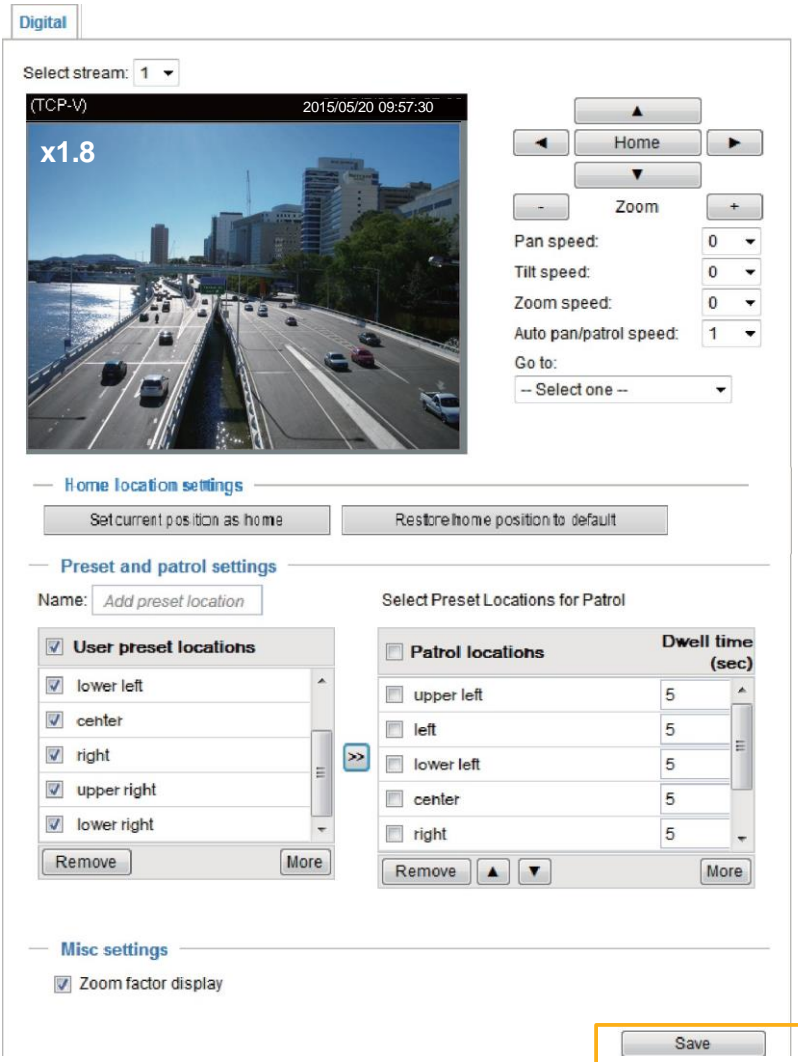 Digital
Select stream: 1
(TCP-V) 2015/05/20 09:57:30
x1.8
Home
- Zoom +
Pan speed: 0
Tilt speed: 0
Zoom speed: 0
Auto pan/patrol speed: 1
Go to:
-- Select one --
Home location settings
Set current position as home
Restore home position to default
Preset and patrol settings
Name: Add preset location
Select Preset Locations for Patrol
User preset locations
lower left
center
right
upper right
lower right
Remove More
>>
Patrol locations Dwell time (sec)
upper left 5
left 5
lower left 5
center 5
right 5
Remove More
Misc settings
Zoom factor display
Save